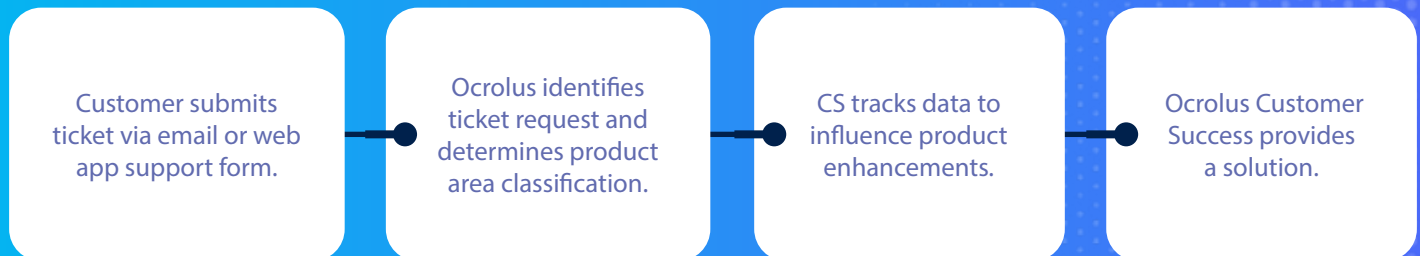 Customer submits
ticket via email or web
app support form.
Ocrolus identifies
ticket request and
determines product
area classification.
CS tracks data to
influence product
enhancements.
Ocrolus Customer
Success provides
a solution.